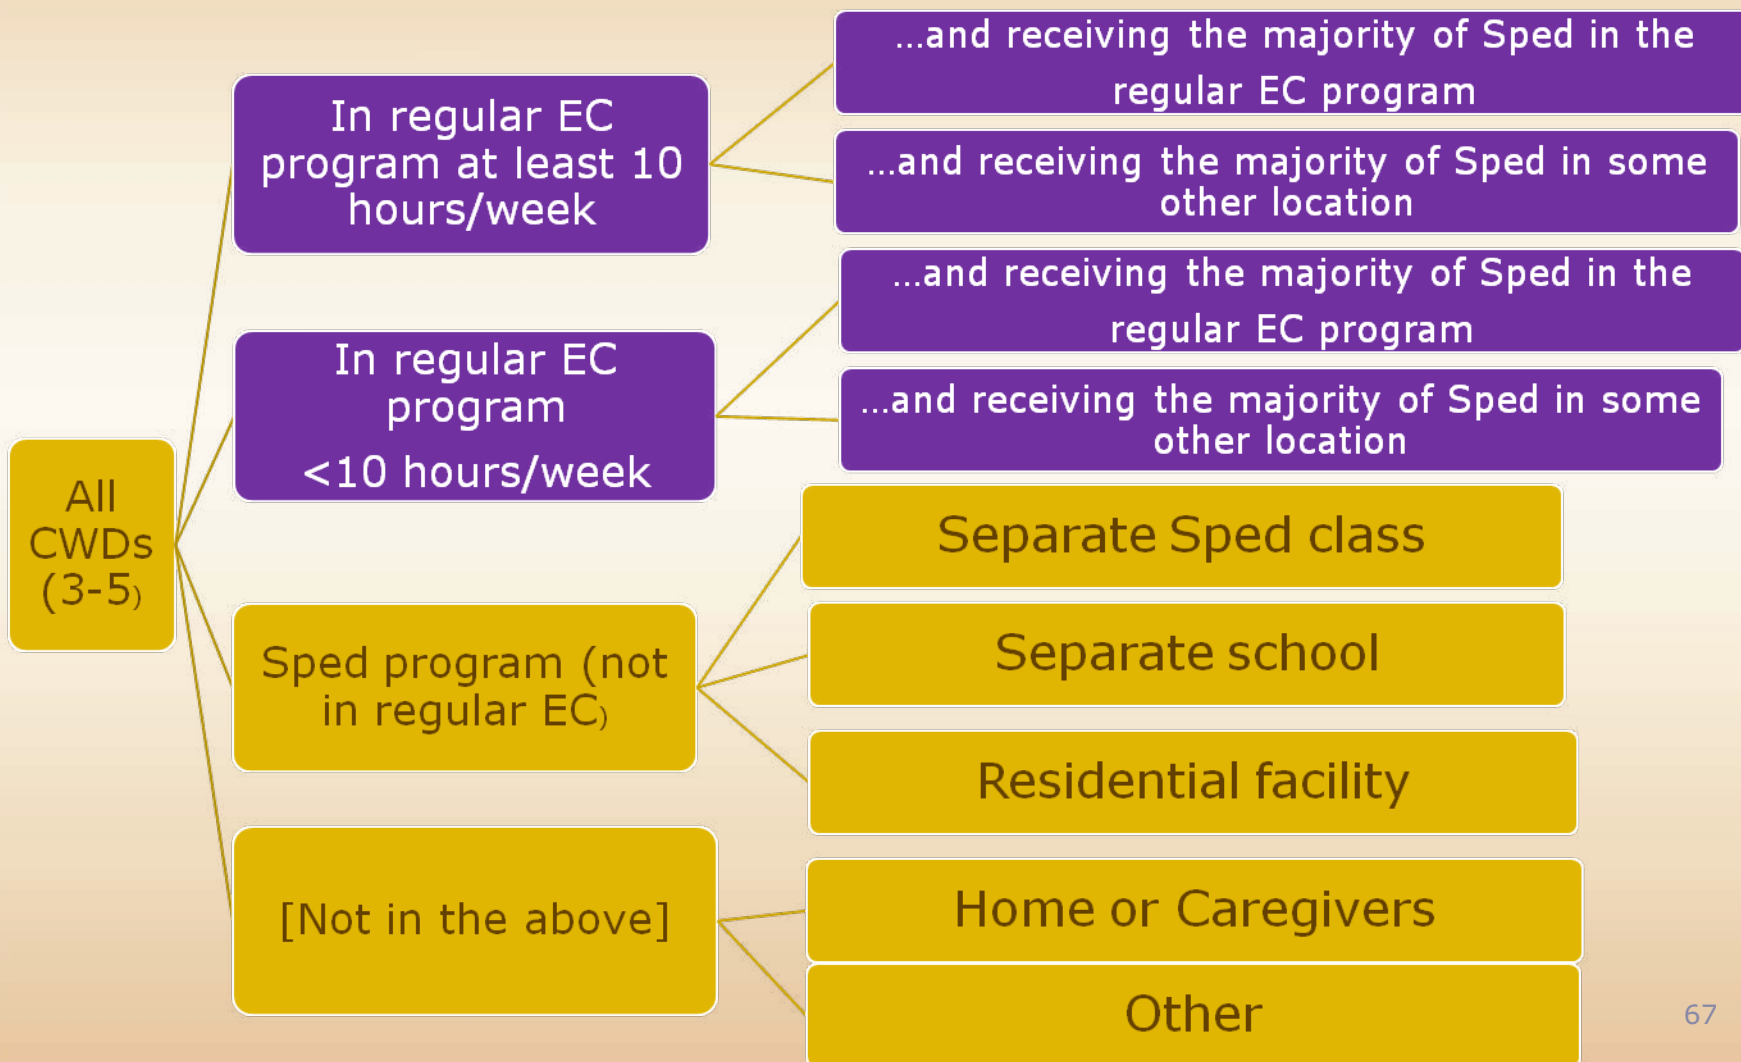 ...and receiving the majority of Sped in the
regular EC program
In regular EC
program at least 10
hours/week
...and receiving the majority of Sped in some
other location
...and receiving the majority of Sped in the
regular EC program
In regular EC
program
<10 hours/week
...and receiving the majority of Sped in some
other location
All
CWDs
(3-5)
Separate Sped class
Sped program (not
in regular EC)
Separate school
Residential facility
[Not in the above]
Home or Caregivers
Other
67